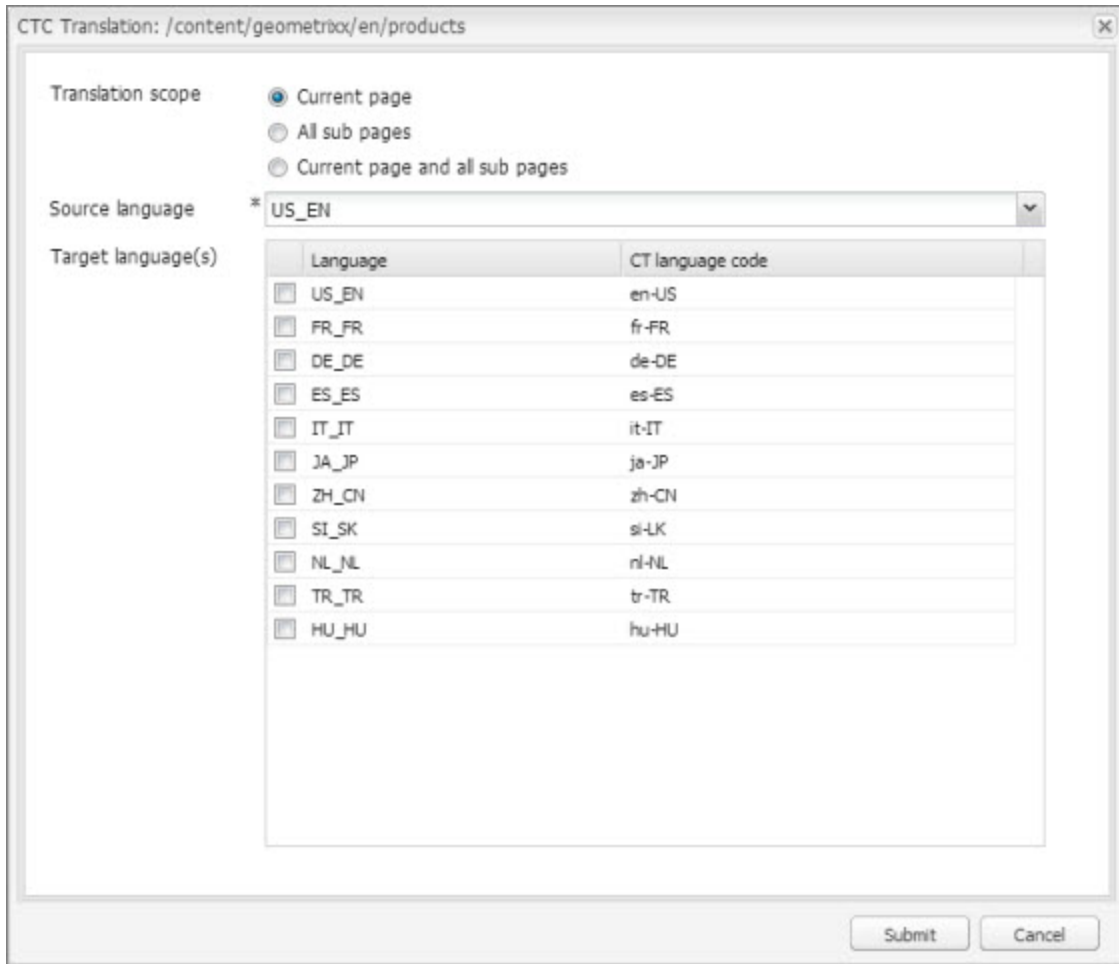 CTC Translation: /content/geometrixx/en/products
Translation scope
Current page
All sub pages
Current page and all sub pages
Source language * US_EN
Target language(s)
Language CT language code
US_EN en-US
FR_FR fr-FR
DE_DE de-DE
ES_ES es-ES
IT_IT it-IT
JA_JP ja-JP
ZH_CN zh-CN
SI_SK si-LK
NL_NL nl-NL
TR_TR tr-TR
HU_HU hu-HU
Submit Cancel